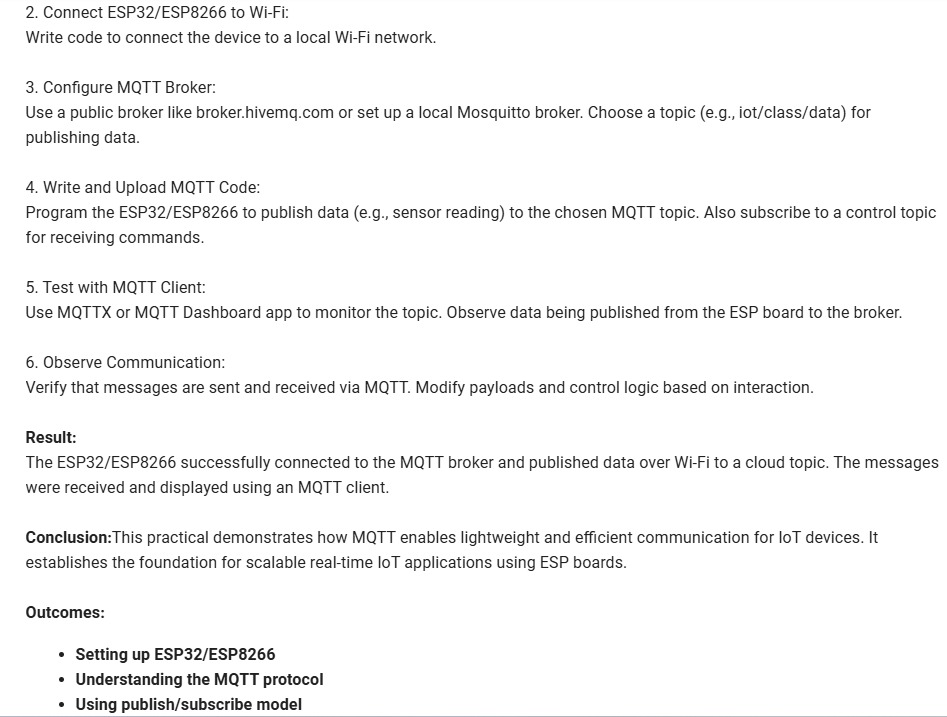 2. Connect ESP32/ESP8266 to Wi-Fi:
Write code to connect the device to a local Wi-Fi network.
3. Configure MQTT Broker:
Use a public broker like broker.hivemq.com or set up a local Mosquitto broker. Choose a topic (e.g., iot/class/data) for
publishing data.
4. Write and Upload MQTT Code:
Program the ESP32/ESP8266 to publish data (e.g., sensor reading) to the chosen MQTT topic. Also subscribe to a control topic
for receiving commands.
5. Test with MQTT Client:
Use MQTTX or MQTT Dashboard app to monitor the topic. Observe data being published from the ESP board to the broker.
6. Observe Communication:
Verify that messages are sent and received via MQTT. Modify payloads and control logic based on interaction.
Result:
The ESP32/ESP8266 successfully connected to the MQTT broker and published data over Wi-Fi to a cloud topic. The messages
were received and displayed using an MQTT client.
Conclusion:This practical demonstrates how MQTT enables lightweight and efficient communication for IoT devices. It
establishes the foundation for scalable real-time IoT applications using ESP boards.
Outcomes:
• Setting up ESP32/ESP8266
• Understanding the MQTT protocol
• Using publish/subscribe model